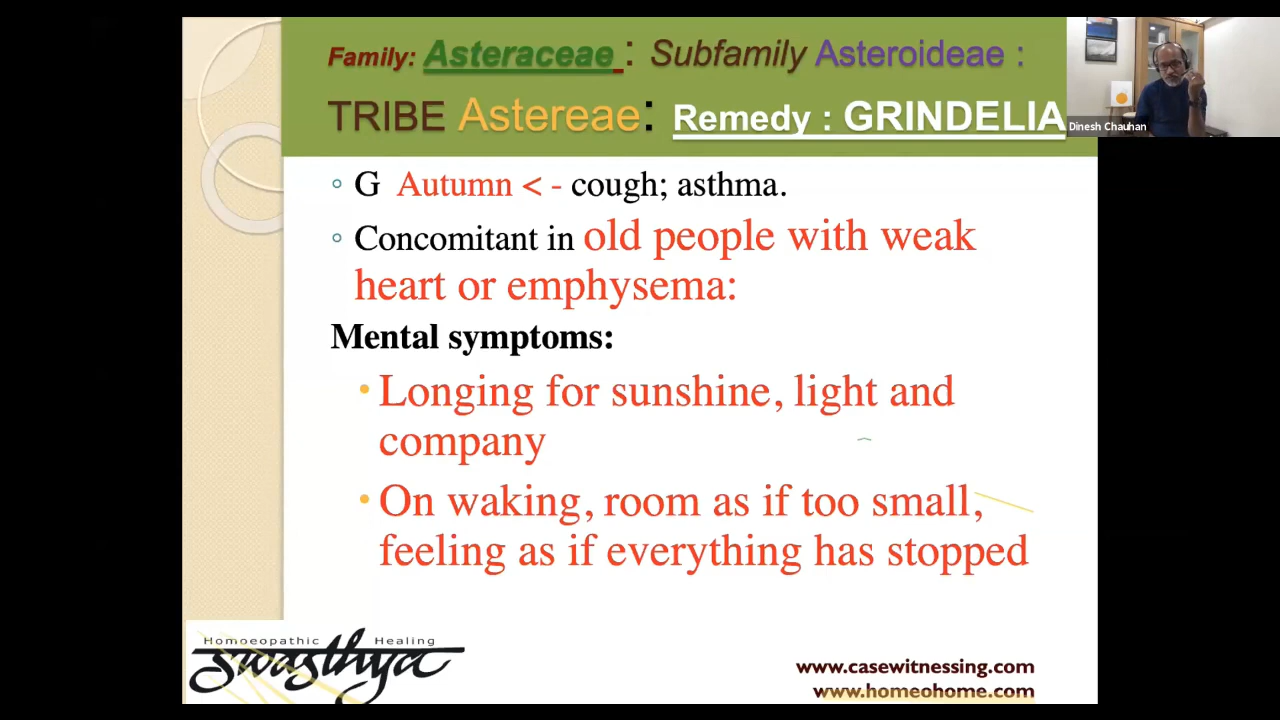 Family: Asteraceae : Subfamily Asteroideae :
TRIBE Astereae: Remedy : GRINDELIA
Dinesh Chauhan
G Autumn < - cough; asthma.
Concomitant in old people with weak
heart or emphysema:
Mental symptoms:
Longing for sunshine, light and
company
On waking, room as if too small,
feeling as if everything has stopped
Homoeopathic Healing
swasthya
www.casewitnessing.com
www.homeohome.com